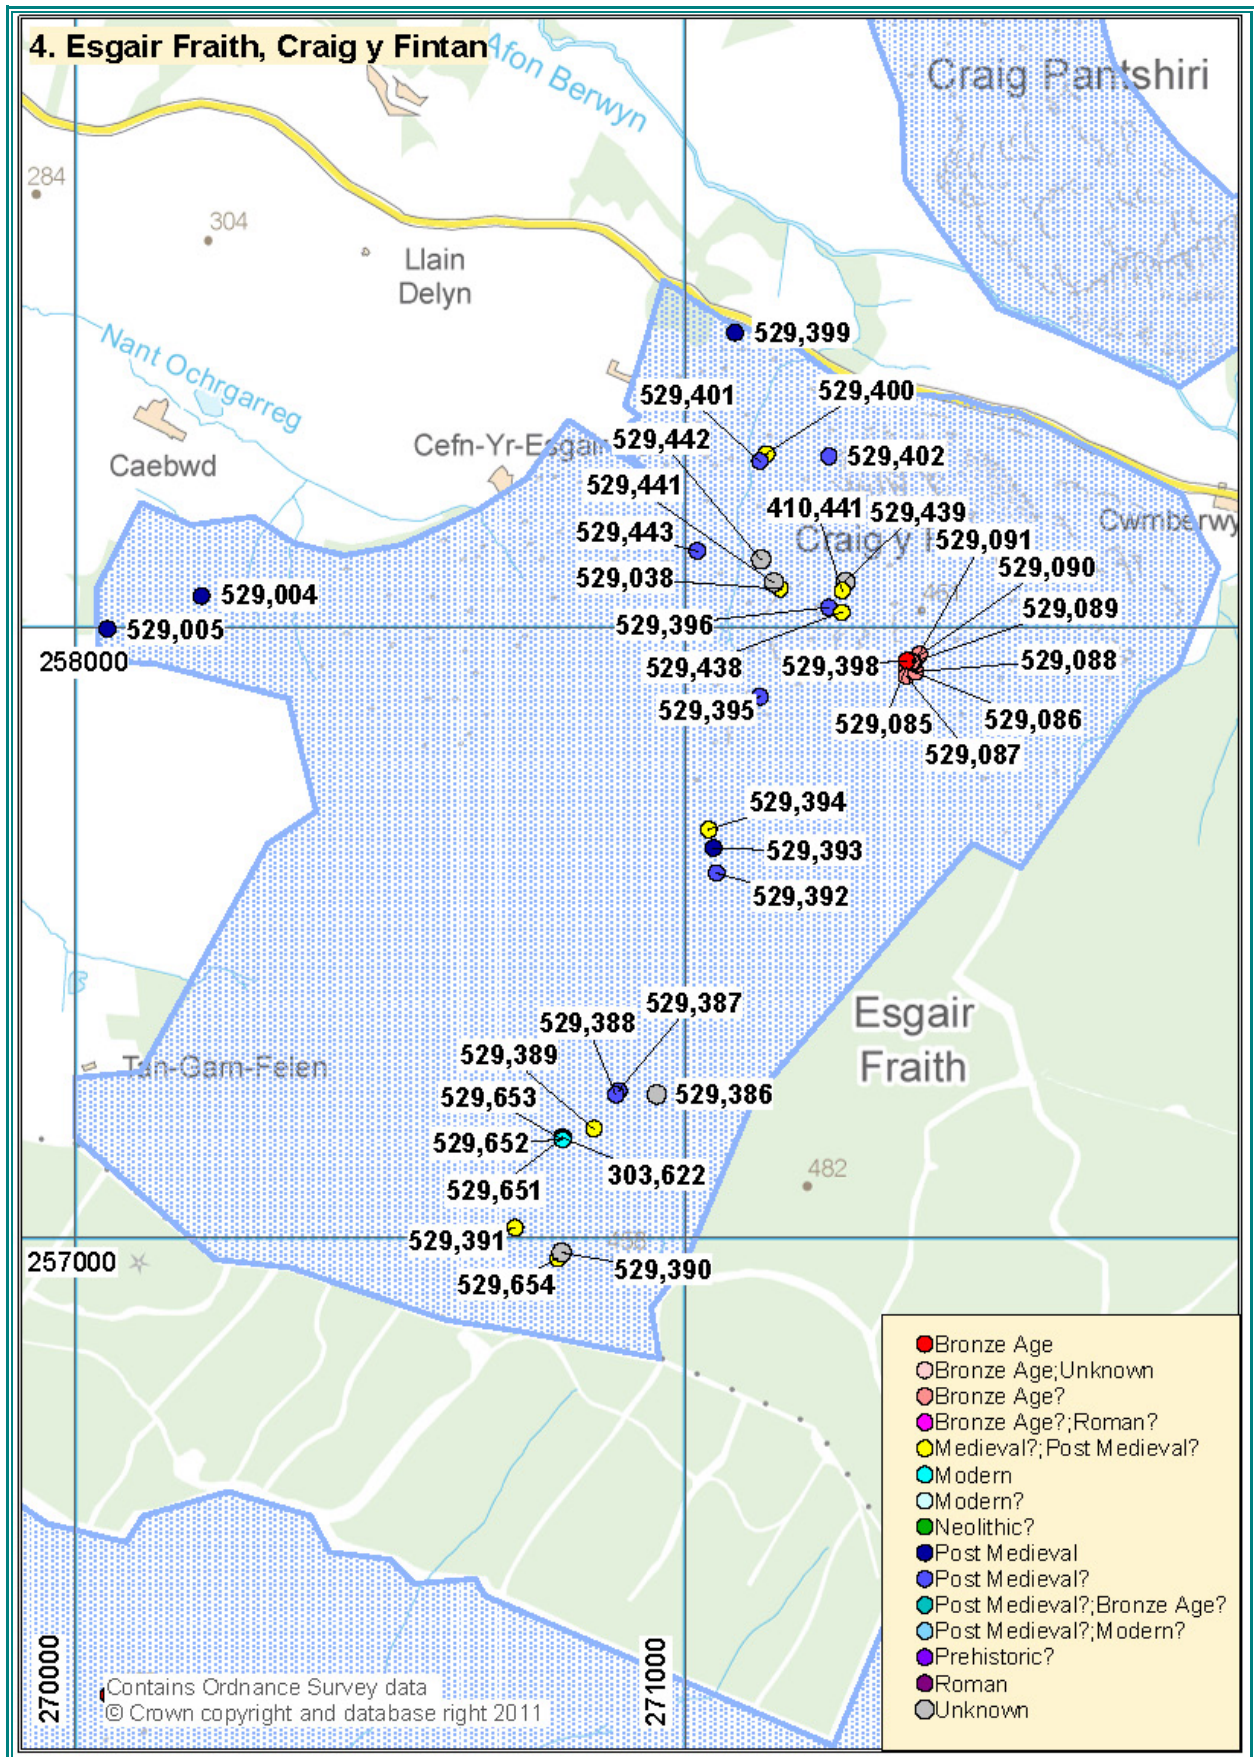 4. Esgair Fraith, Craig y Fintan
Afon Berwyn
Craig Pantshiri
284
304
Llain
Delyn
Nant Ochrgarreg
529,399
529,401
529,400
529,442
Cefn-Yr-Esgair
529,402
Caebwd
529,441
410,441
529,439
Cwmberwy
529,443
Craig y F
529,091
529,038
529,090
529,004
529,089
529,005
529,396
258000
529,438
529,398
529,088
529,395
529,085
529,086
529,087
529,394
529,393
529,392
529,387
Esgair
Fraith
529,388
529,389
Tan-Gam-Felen
529,653
529,386
529,652
303,622
482
529,651
529,391
257000
529,390
529,654
Bronze Age
Bronze Age;Unknown
Bronze Age?
Bronze Age?;Roman?
Medieval?;Post Medieval?
Modern
Modern?
Neolithic?
Post Medieval
Post Medieval?
Post Medieval?;Bronze Age?
Post Medieval?;Modern?
Prehistoric?
Roman
Unknown
270000
271000
Contains Ordnance Survey data
© Crown copyright and database right 2011